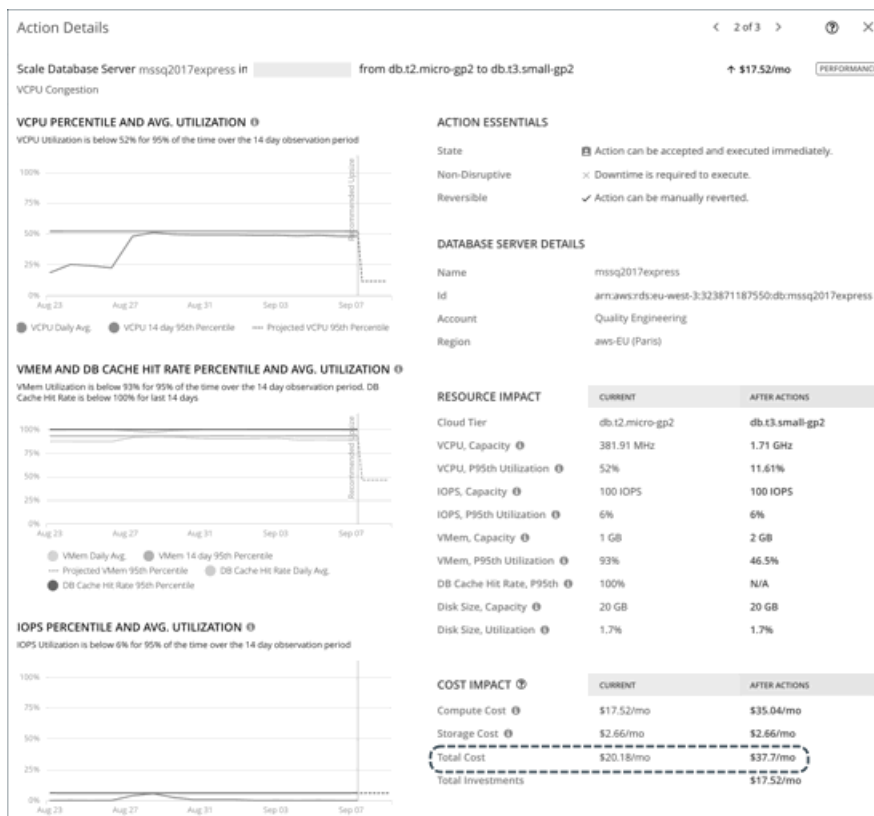 Action Details
< 2 of 3 >
Scale Database Server mssq2017express in from db.t2.micro-gp2 to db.t3.small-gp2
↑ $17.52/mo
PERFORMANC
VCPU Congestion
VCPU PERCENTILE AND AVG. UTILIZATION
VCPU Utilization is below 52% for 95% of the time over the 14 day observation period
100%
75%
50%
25%
0%
Recommended Upsize
Aug 23 Aug 27 Aug 31 Sep 03 Sep 07
VCPU Daily Avg. VCPU 14 day 95th Percentile Projected VCPU 95th Percentile
VMEM AND DB CACHE HIT RATE PERCENTILE AND AVG. UTILIZATION
VMem Utilization is below 93% for 95% of the time over the 14 day observation period. DB
Cache Hit Rate is below 100% for last 14 days
100%
75%
50%
25%
0%
Recommended Upsize
Aug 23 Aug 27 Aug 31 Sep 03 Sep 07
VMem Daily Avg. VMem 14 day 95th Percentile
Projected VMem 95th Percentile DB Cache Hit Rate Daily Avg.
DB Cache Hit Rate 95th Percentile
IOPS PERCENTILE AND AVG. UTILIZATION
IOPS Utilization is below 6% for 95% of the time over the 14 day observation period
100%
75%
50%
25%
0%
Aug 23 Aug 27 Aug 31 Sep 03 Sep 07
ACTION ESSENTIALS
State Action can be accepted and executed immediately.
Non-Disruptive Downtime is required to execute.
Reversible Action can be manually reverted.
DATABASE SERVER DETAILS
Name mssq2017express
Id arn:aws:rds:eu-west-3:323871187550:db:mssq2017express
Account Quality Engineering
Region aws-EU (Paris)
RESOURCE IMPACT CURRENT AFTER ACTIONS
Cloud Tier db.t2.micro-gp2 db.t3.small-gp2
VCPU, Capacity 381.91 MHz 1.71 GHz
VCPU, P95th Utilization 52% 11.61%
IOPS, Capacity 100 IOPS 100 IOPS
IOPS, P95th Utilization 6% 6%
VMem, Capacity 1 GB 2 GB
VMem, P95th Utilization 93% 46.5%
DB Cache Hit Rate, P95th 100% N/A
Disk Size, Capacity 20 GB 20 GB
Disk Size, Utilization 1.7% 1.7%
COST IMPACT CURRENT AFTER ACTIONS
Compute Cost $17.52/mo $35.04/mo
Storage Cost $2.66/mo $2.66/mo
Total Cost $20.18/mo $37.7/mo
Total Investments $17.52/mo